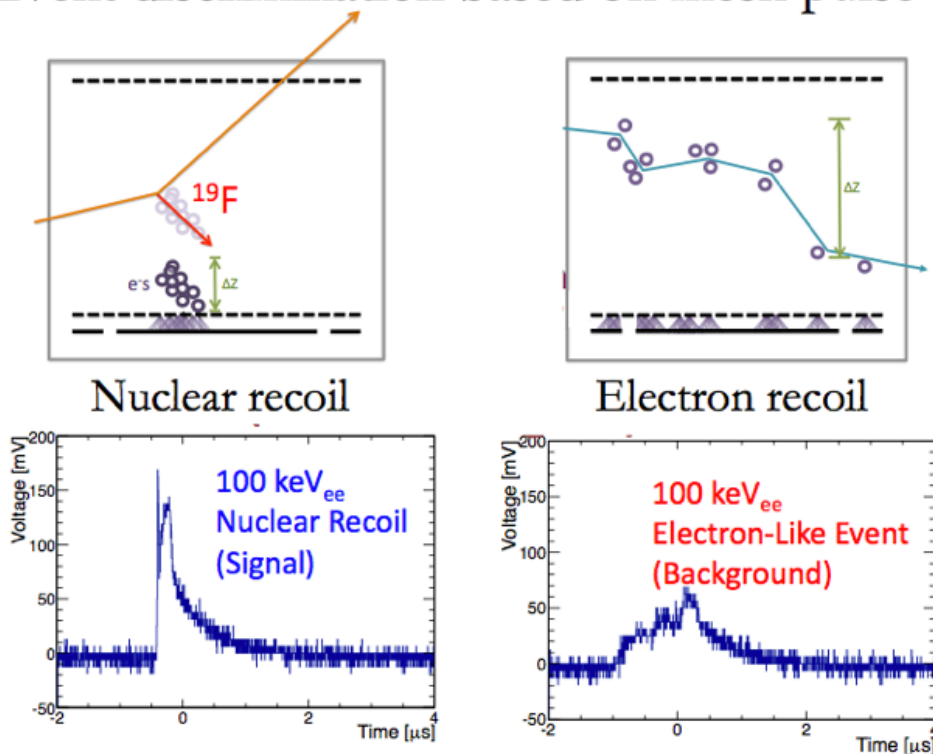 ¹⁹F
e⁻s
ΔZ
ΔZ
Nuclear recoil
Electron recoil
Voltage [mV]
200
150
100
50
0
-50
-2
0
2
4
Time [μs]
100 keVₑₑ
Nuclear Recoil
(Signal)
Voltage [mV]
200
150
100
50
0
-50
-2
0
2
4
Time [μs]
100 keVₑₑ
Electron-Like Event
(Background)